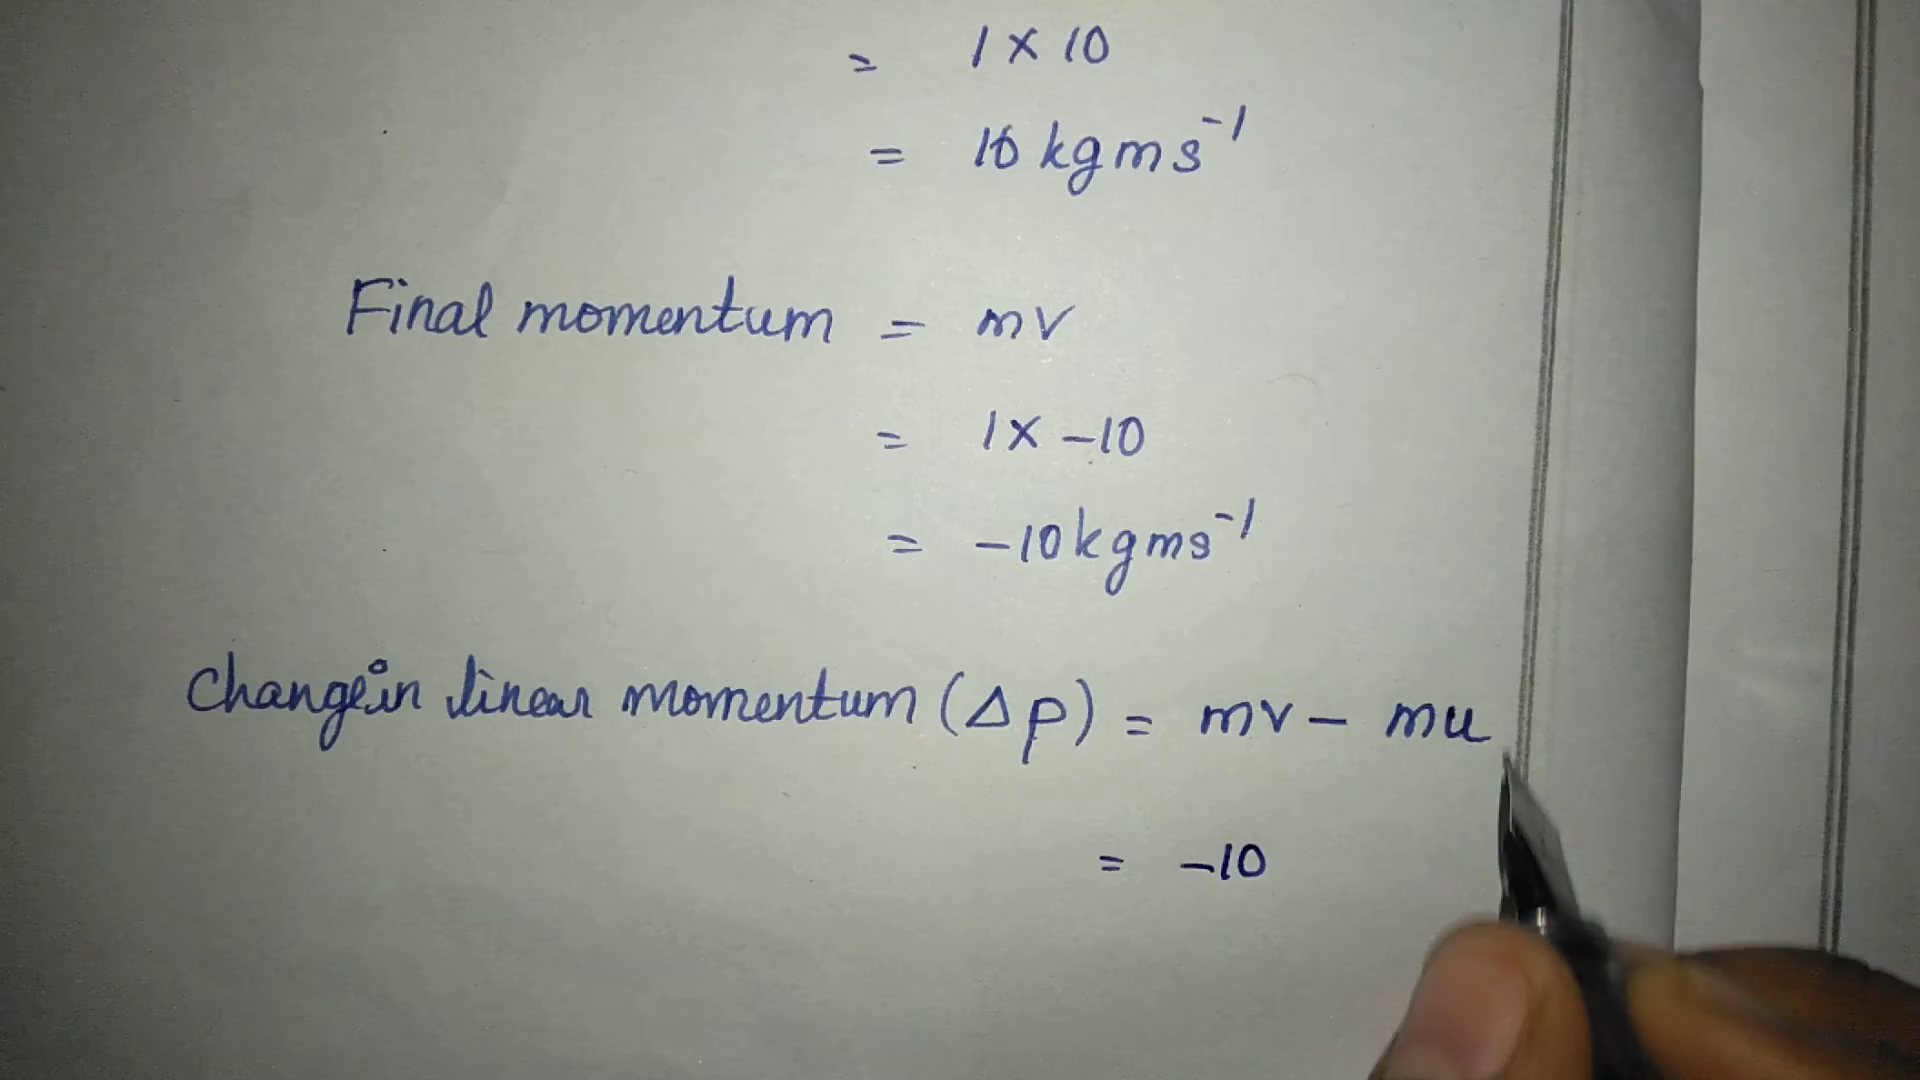 = 1 × 10
= 10 kgms⁻¹
Final momentum = mv
= 1 × -10
= -10 kgms⁻¹
Change in linear momentum (Δp) = mv - mu
= -10